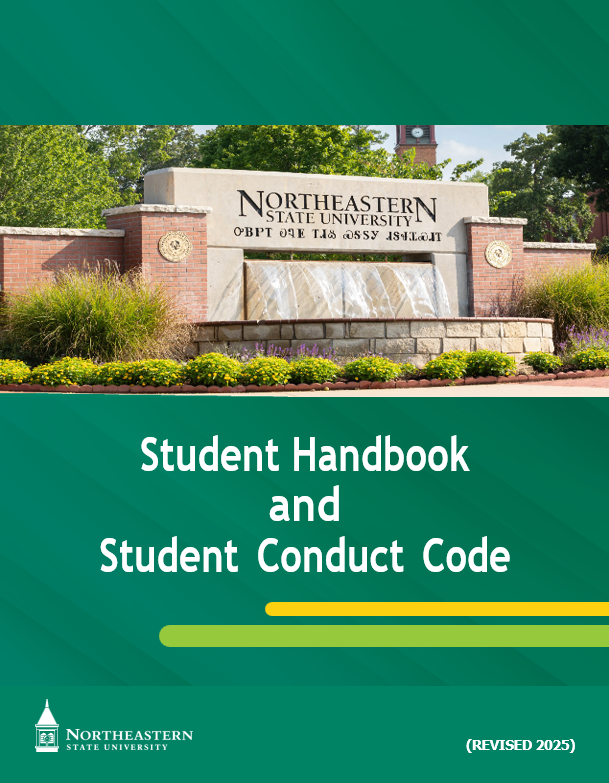 NORTHEASTERN
STATE UNIVERSITY
Student Handbook
and
Student Conduct Code
NORTHEASTERN
STATE UNIVERSITY
(REVISED 2025)